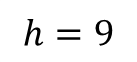 h = 9